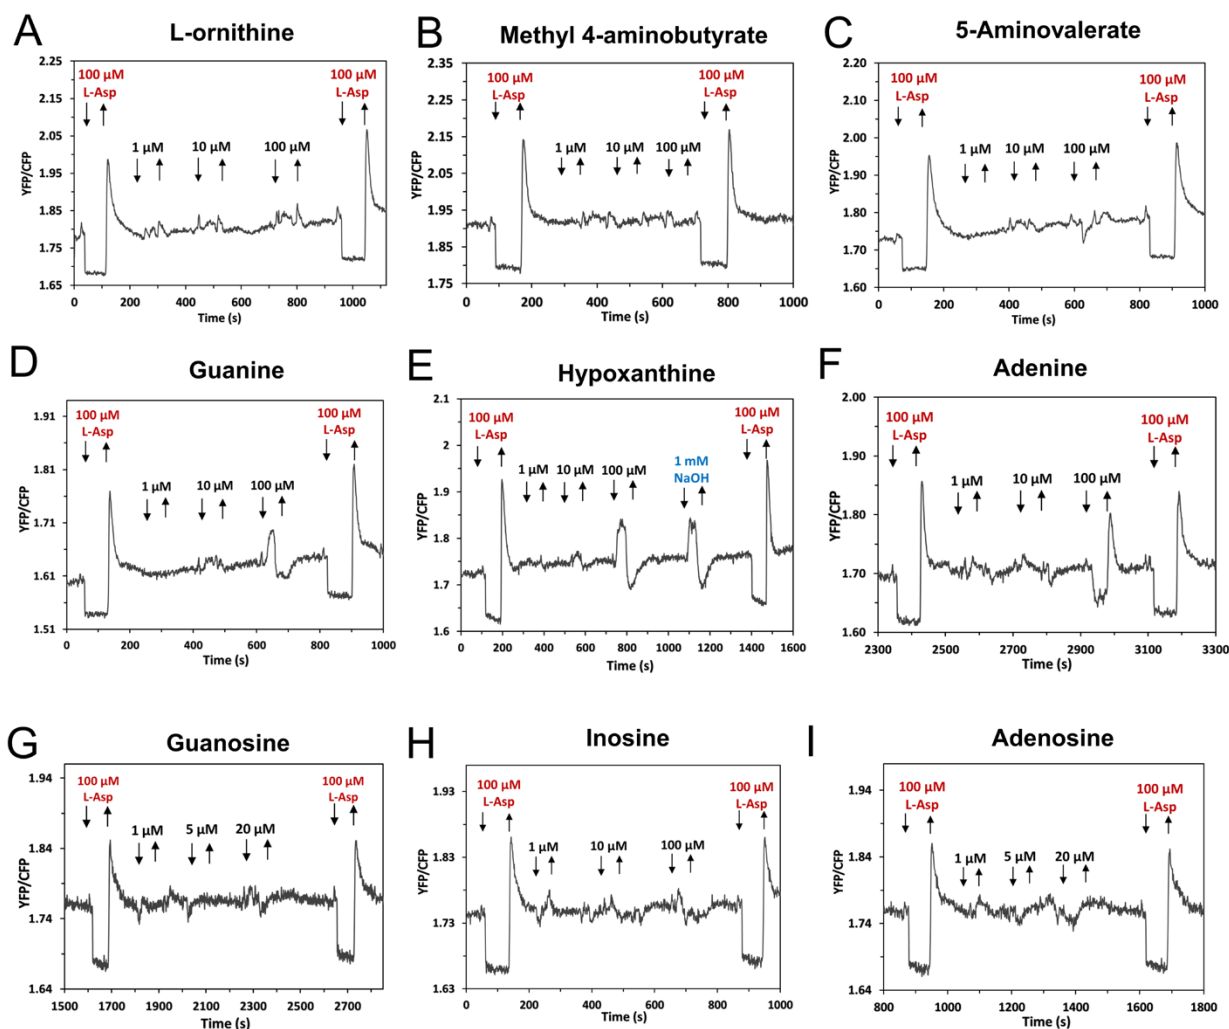 A
L-ornithine
2.25
2.15
2.05
1.95
1.85
1.75
1.65
YFP/CFP
100 µM
L-Asp
1 µM
10 µM
100 µM
100 µM
L-Asp
0 200 400 600 800 1000
Time (s)
B
Methyl 4-aminobutyrate
2.35
2.25
2.15
2.05
1.95
1.85
1.75
YFP/CFP
100 µM
L-Asp
1 µM
10 µM
100 µM
100 µM
L-Asp
0 200 400 600 800 1000
Time (s)
C
5-Aminovalerate
2.20
2.10
2.00
1.90
1.80
1.70
1.60
YFP/CFP
100 µM
L-Asp
1 µM
10 µM
100 µM
100 µM
L-Asp
0 200 400 600 800 1000
Time (s)
D
Guanine
1.91
1.81
1.71
1.61
1.51
YFP/CFP
100 µM
L-Asp
1 µM
10 µM
100 µM
100 µM
L-Asp
0 200 400 600 800 1000
Time (s)
E
Hypoxanthine
2.1
2
1.9
1.8
1.7
1.6
YFP/CFP
100 µM
L-Asp
1 µM
10 µM
100 µM
1 mM
NaOH
100 µM
L-Asp
0 200 400 600 800 1000 1200 1400 1600
Time (s)
F
Adenine
2.00
1.90
1.80
1.70
1.60
YFP/CFP
100 µM
L-Asp
1 µM
10 µM
100 µM
100 µM
L-Asp
2300 2500 2700 2900 3100 3300
Time (s)
G
Guanosine
1.94
1.84
1.74
1.64
YFP/CFP
100 µM
L-Asp
1 µM
5 µM
20 µM
100 µM
L-Asp
1500 1700 1900 2100 2300 2500 2700
Time (s)
H
Inosine
1.93
1.83
1.73
1.63
YFP/CFP
100 µM
L-Asp
1 µM
10 µM
100 µM
100 µM
L-Asp
0 200 400 600 800 1000
Time (s)
I
Adenosine
1.94
1.84
1.74
1.64
YFP/CFP
100 µM
L-Asp
1 µM
5 µM
20 µM
100 µM
L-Asp
800 1000 1200 1400 1600 1800
Time (s)